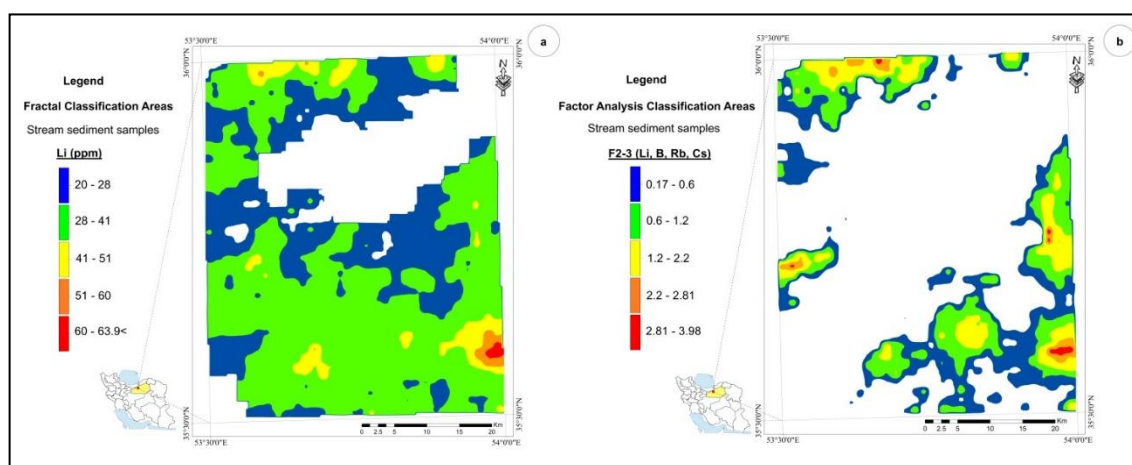 53°30'0"E
54°0'0"E
a
36°0'0"N
N
Legend
Fractal Classification Areas
Stream sediment samples
Li (ppm)
20 - 28
28 - 41
41 - 51
51 - 60
60 - 63.9<
35°30'0"N
Km
0 2.5 5 10 15 20
53°30'0"E
54°0'0"E
53°30'0"E
54°0'0"E
b
36°0'0"N
N
Legend
Factor Analysis Classification Areas
Stream sediment samples
F2-3 (Li, B, Rb, Cs)
0.17 - 0.6
0.6 - 1.2
1.2 - 2.2
2.2 - 2.81
2.81 - 3.98
35°30'0"N
Km
0 2.5 5 10 15 20
53°30'0"E
54°0'0"E